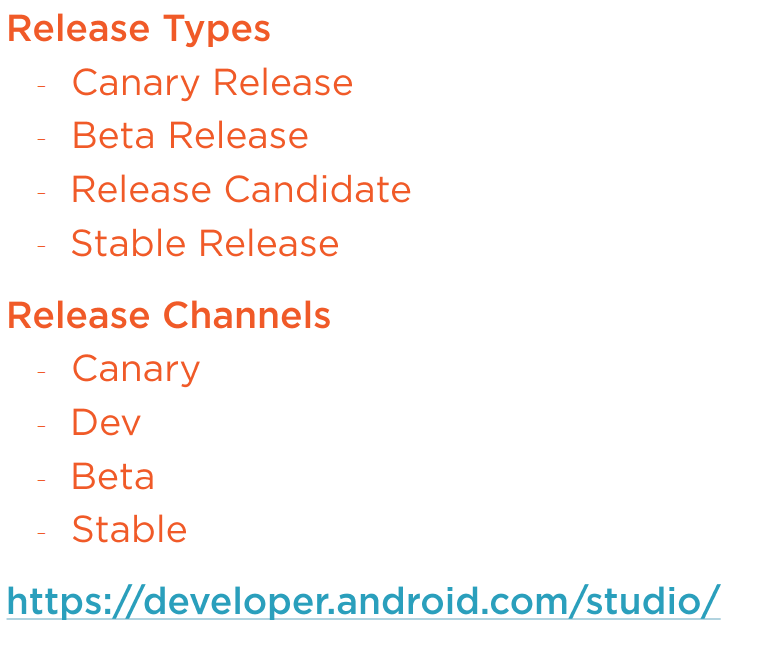 Release Types
- Canary Release
- Beta Release
- Release Candidate
- Stable Release
Release Channels
- Canary
- Dev
- Beta
- Stable
https://developer.android.com/studio/